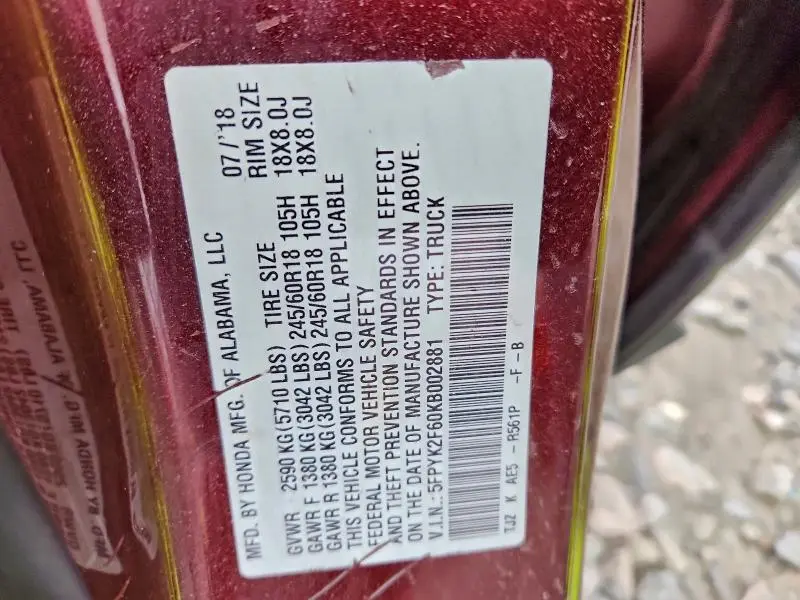 MFD. BY HONDA MFG. OF ALABAMA, LLC 07/'18
GVWR 2590 KG (5710 LBS) TIRE SIZE RIM SIZE
GAWR F 1380 KG (3042 LBS) 245/60R18 105H 18X8.0J
GAWR R 1380 KG (3042 LBS) 245/60R18 105H 18X8.0J
THIS VEHICLE CONFORMS TO ALL APPLICABLE
FEDERAL MOTOR VEHICLE SAFETY
AND THEFT PREVENTION STANDARDS IN EFFECT
ON THE DATE OF MANUFACTURE SHOWN ABOVE.
V.I.N.: 5FPYK2F60KB002881 TYPE: TRUCK
TJZ K AE5 - R561P -F-B